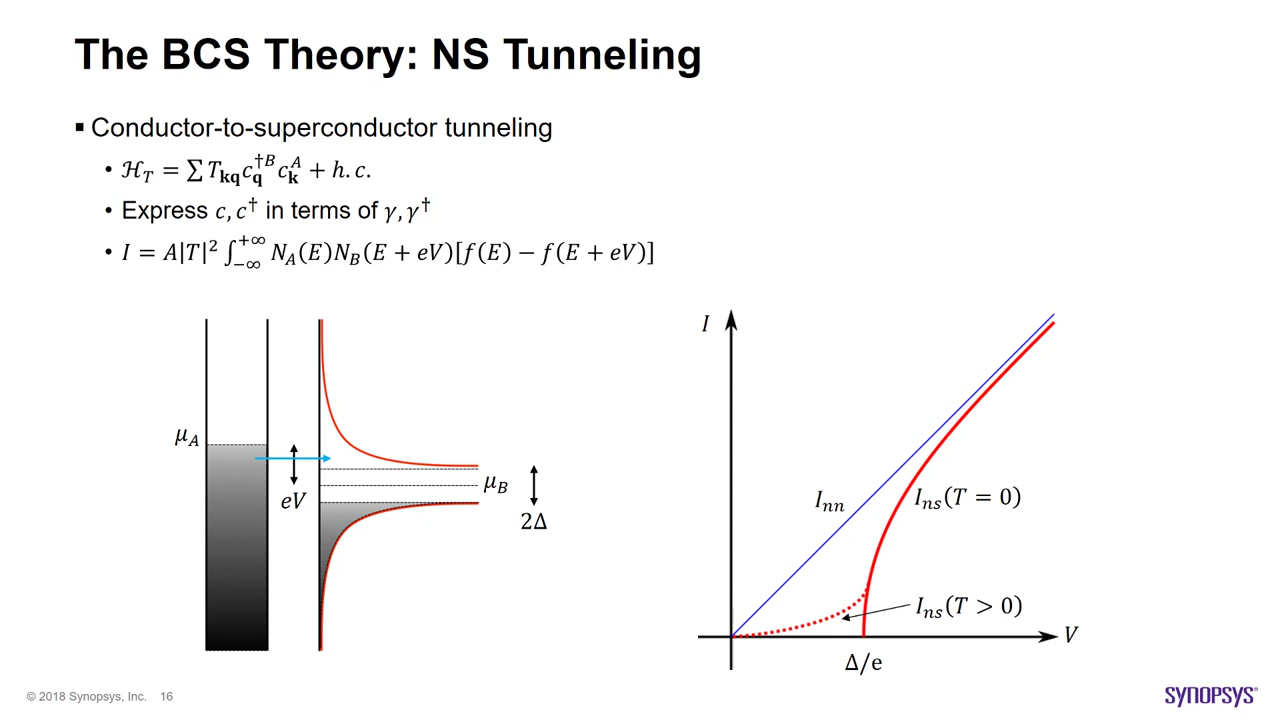 The BCS Theory: NS Tunneling
▪ Conductor-to-superconductor tunneling
• ℋ_T = ∑ T_𝐤𝐪 c_𝐪^{†B} c_𝐤^A + h.c.
• Express c, c^† in terms of γ, γ^†
• I = A|T|^2 ∫_{−∞}^{+∞} N_A(E)N_B(E + eV)[f(E) − f(E + eV)]
μ_A
eV
μ_B
2Δ
I
I_nn
I_ns(T = 0)
I_ns(T > 0)
V
Δ/e
© 2018 Synopsys, Inc. 16
SYNOPSYS®